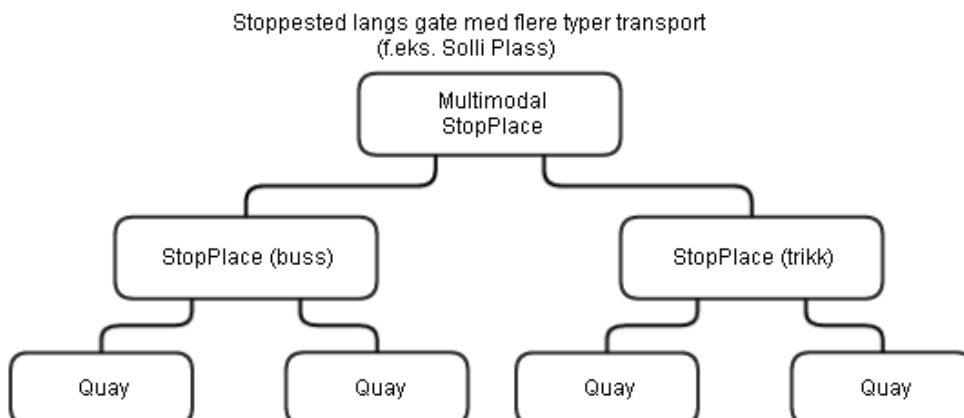 Stoppested langs gate med flere typer transport
(f.eks. Solli Plass)
Multimodal
StopPlace
StopPlace (buss)
StopPlace (trikk)
Quay
Quay
Quay
Quay